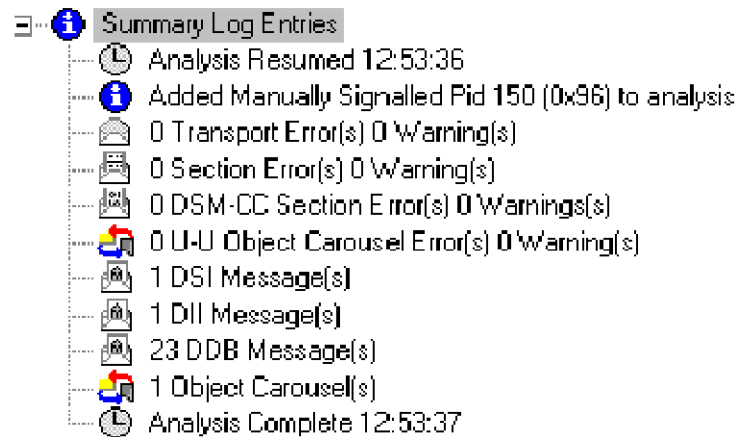 Summary Log Entries
Analysis Resumed 12:53:36
Added Manually Signalled Pid 150 (0x96) to analysis
0 Transport Error(s) 0 Warning(s)
0 Section Error(s) 0 Warning(s)
0 DSM-CC Section Error(s) 0 Warnings(s)
0 U-U Object Carousel Error(s) 0 Warning(s)
1 DSI Message(s)
1 DII Message(s)
23 DDB Message(s)
1 Object Carousel(s)
Analysis Complete 12:53:37